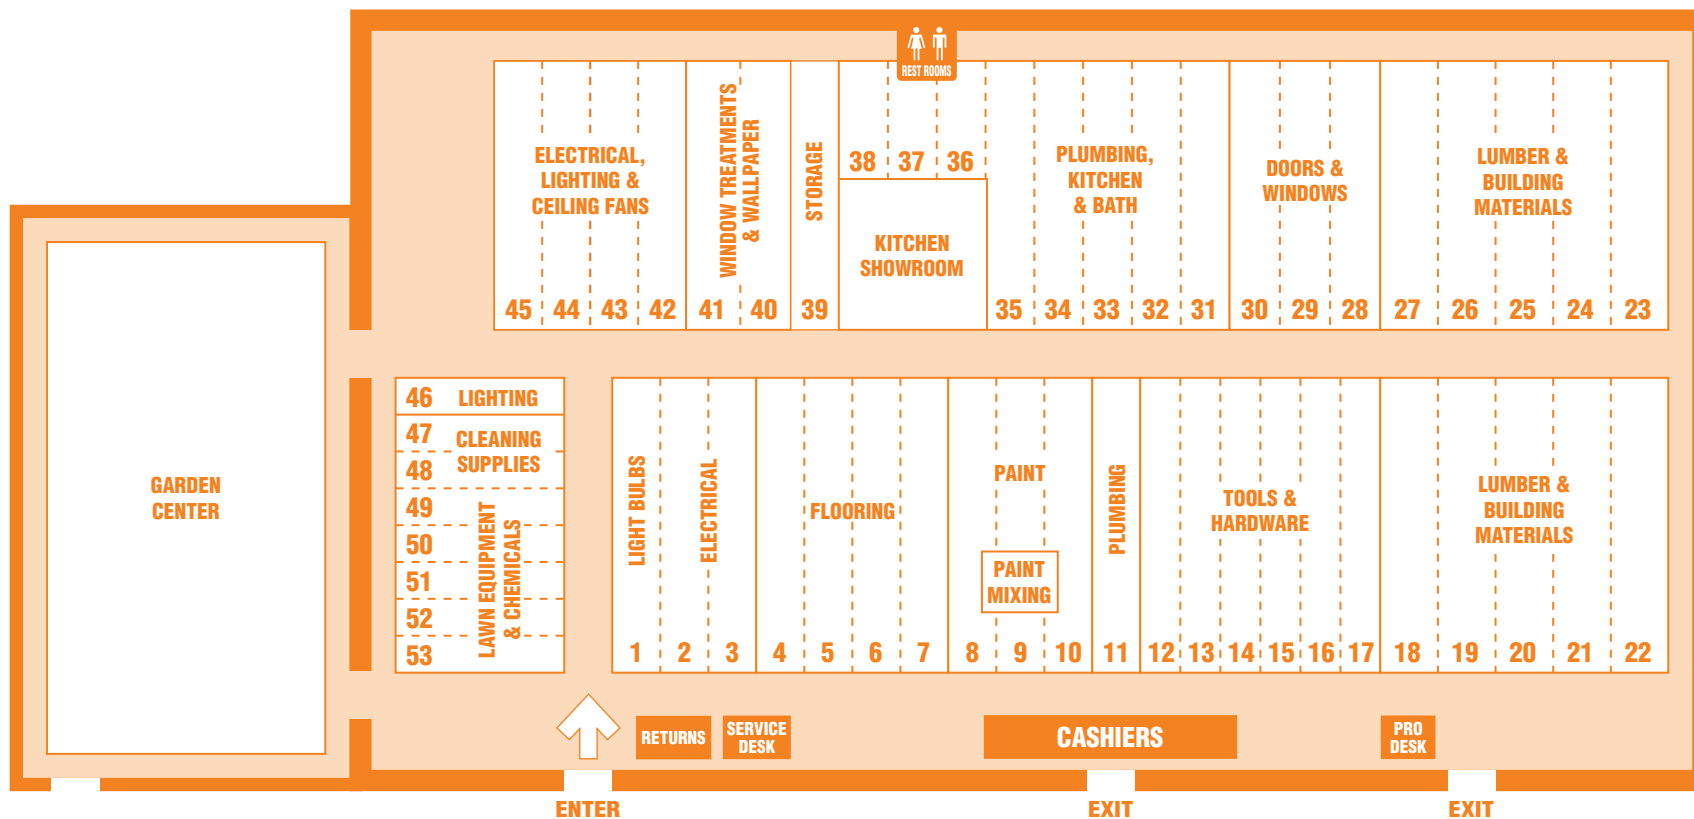 REST ROOMS
ELECTRICAL,
LIGHTING &
CEILING FANS
45 44 43 42
WINDOW TREATMENTS
& WALLPAPER
41 40
STORAGE
39
38 37 36
KITCHEN
SHOWROOM
PLUMBING,
KITCHEN
& BATH
35 34 33 32 31
DOORS &
WINDOWS
30 29 28
LUMBER &
BUILDING
MATERIALS
27 26 25 24 23
GARDEN
CENTER
46 LIGHTING
47
48
CLEANING
SUPPLIES
49
50
51
52
53
LAWN EQUIPMENT
& CHEMICALS
LIGHT BULBS
1
ELECTRICAL
2 3
FLOORING
4 5 6 7
PAINT
PAINT
MIXING
8 9 10
PLUMBING
11
TOOLS &
HARDWARE
12 13 14 15 16 17
LUMBER &
BUILDING
MATERIALS
18 19 20 21 22
RETURNS
SERVICE
DESK
CASHIERS
PRO
DESK
ENTER
EXIT
EXIT